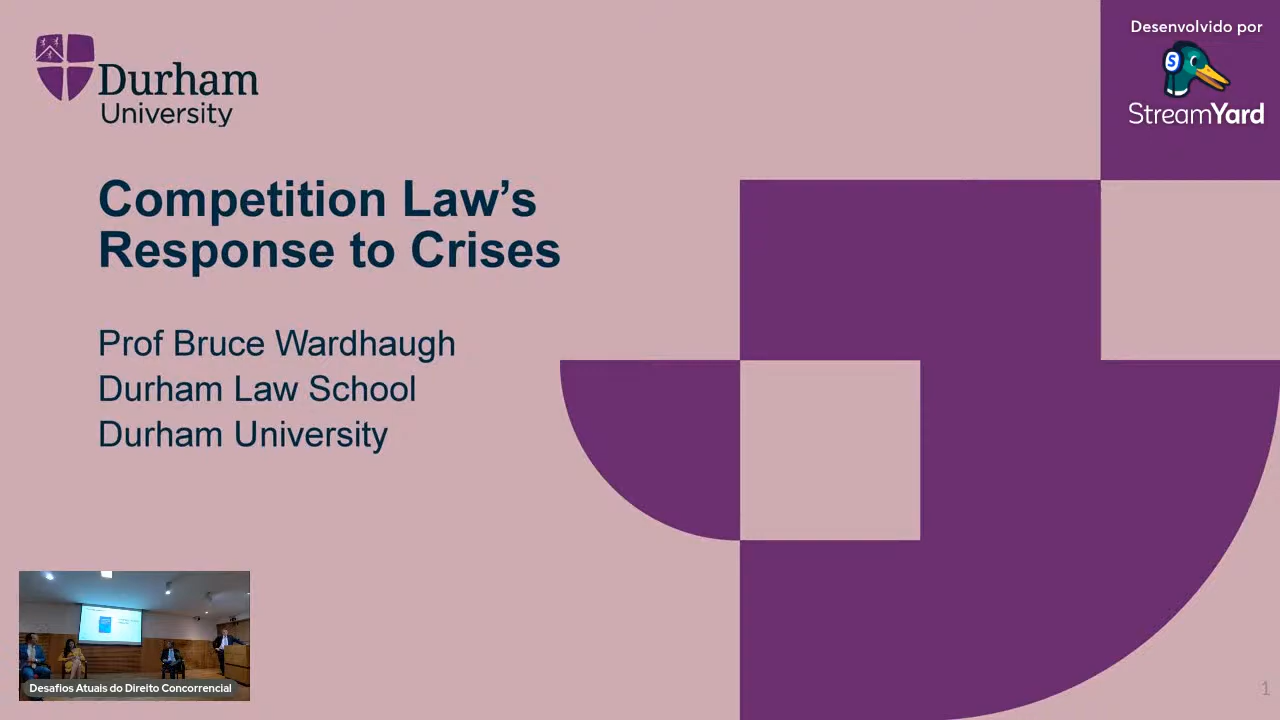 Durham
University
Desenvolvido por
S
StreamYard
Competition Law’s
Response to Crises
Prof Bruce Wardhaugh
Durham Law School
Durham University
Desafios Atuais do Direito Concorrencial
1